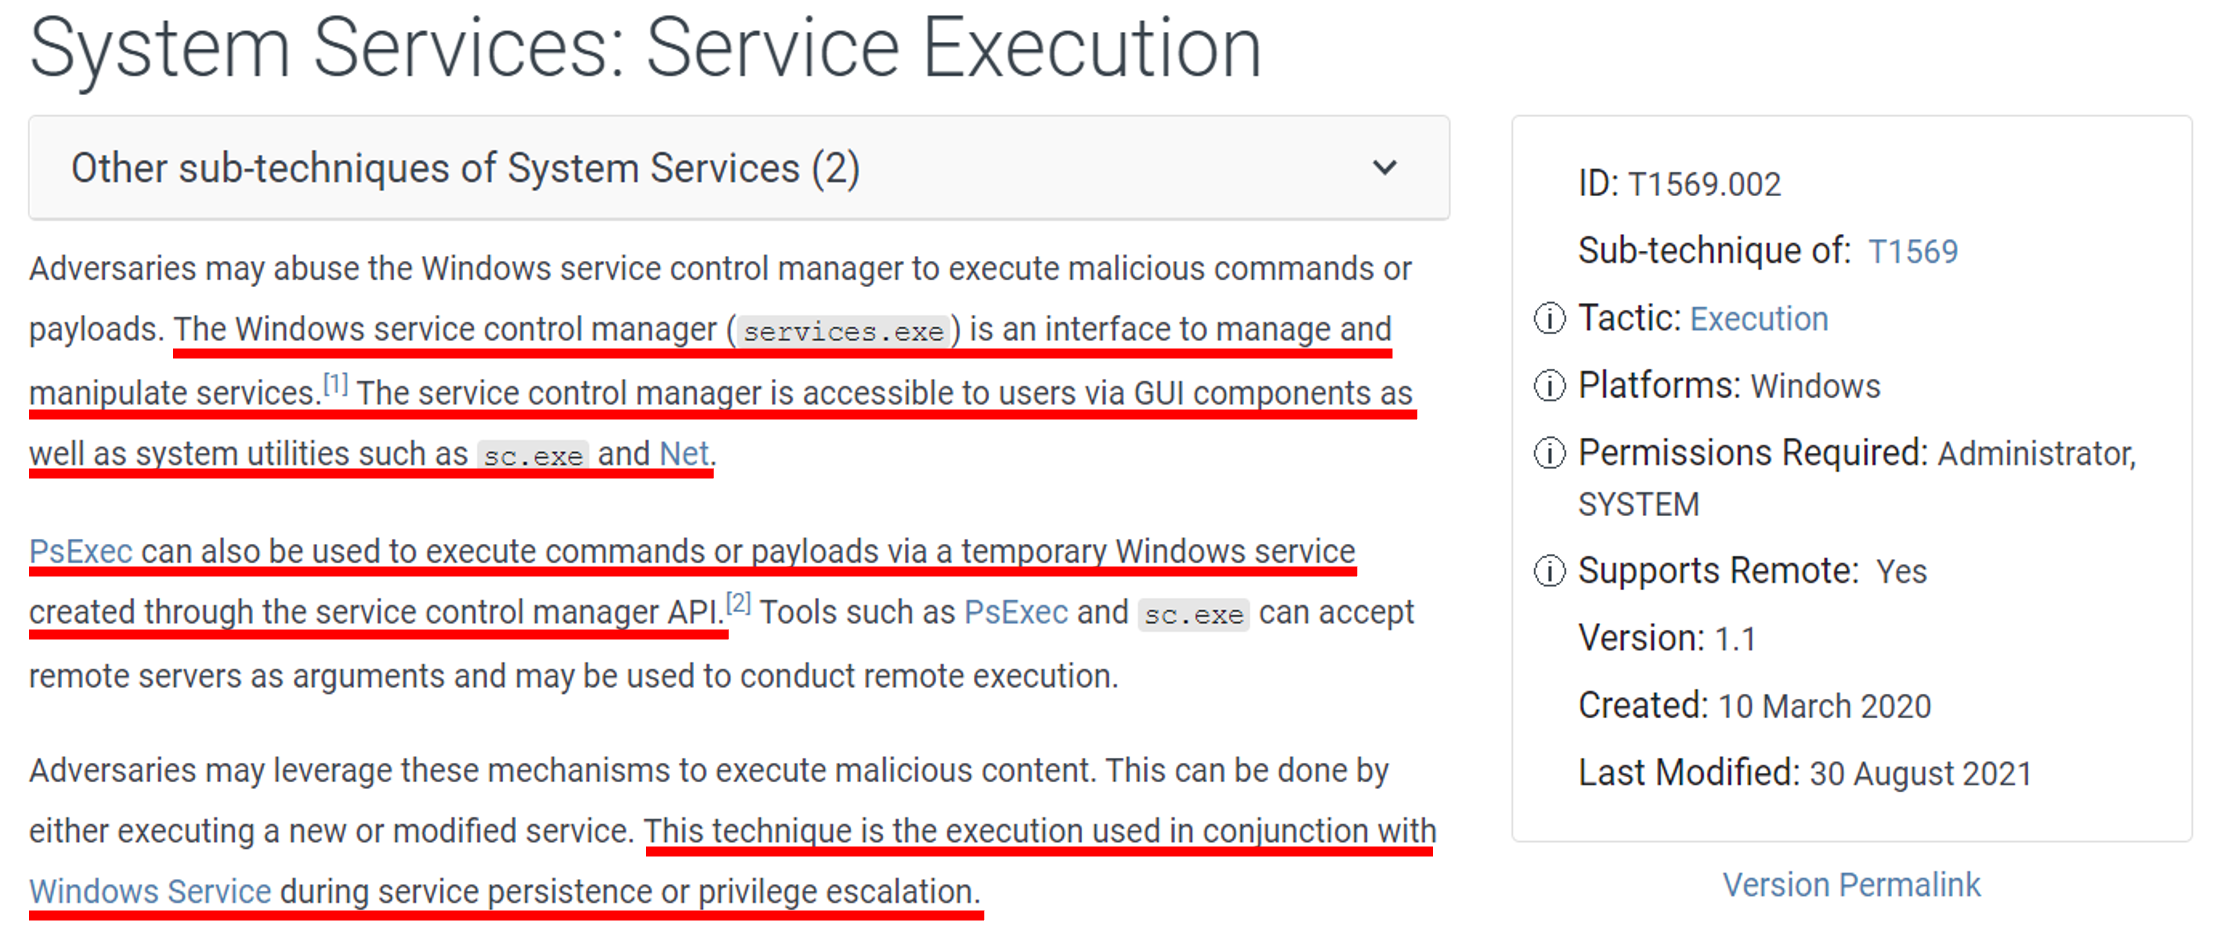 System Services: Service Execution
Other sub-techniques of System Services (2)
Adversaries may abuse the Windows service control manager to execute malicious commands or
payloads. The Windows service control manager (services.exe) is an interface to manage and
manipulate services.[1] The service control manager is accessible to users via GUI components as
well as system utilities such as sc.exe and Net.
PsExec can also be used to execute commands or payloads via a temporary Windows service
created through the service control manager API.[2] Tools such as PsExec and sc.exe can accept
remote servers as arguments and may be used to conduct remote execution.
Adversaries may leverage these mechanisms to execute malicious content. This can be done by
either executing a new or modified service. This technique is the execution used in conjunction with
Windows Service during service persistence or privilege escalation.
ID: T1569.002
Sub-technique of: T1569
Tactic: Execution
Platforms: Windows
Permissions Required: Administrator,
SYSTEM
Supports Remote: Yes
Version: 1.1
Created: 10 March 2020
Last Modified: 30 August 2021
Version Permalink